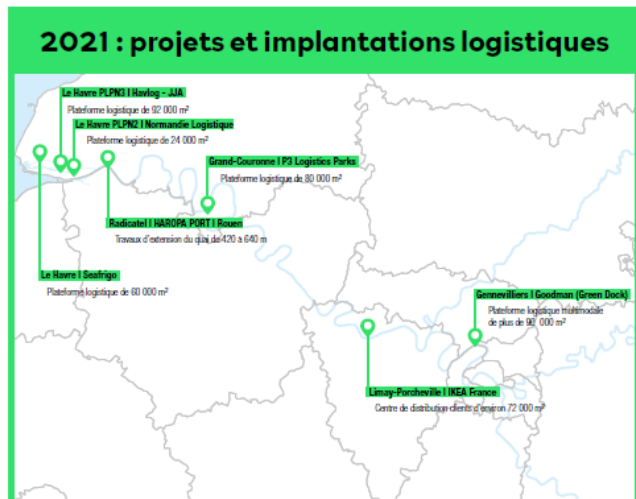 2021 : projets et implantations logistiques
Le Havre PLPN3 I Havlog - JJA
Plateforme logistique de 92 000 m²
Le Havre PLPN2 I Normandie Logistique
Plateforme logistique de 24 000 m²
Grand-Couronne I P3 Logistics Parks
Plateforme logistique de 80 000 m²
Radicatel I HAROPA PORT I Rouen
Travaux d'extension du quai de 420 à 640 m
Le Havre I Seafrigo
Plateforme logistique de 60 000 m²
Gennevilliers I Goodman (Green Dock)
Plateforme logistique multimodale
de plus de 90 000 m²
Limay-Porcheville I IKEA France
Centre de distribution clients d'environ 72 000 m²